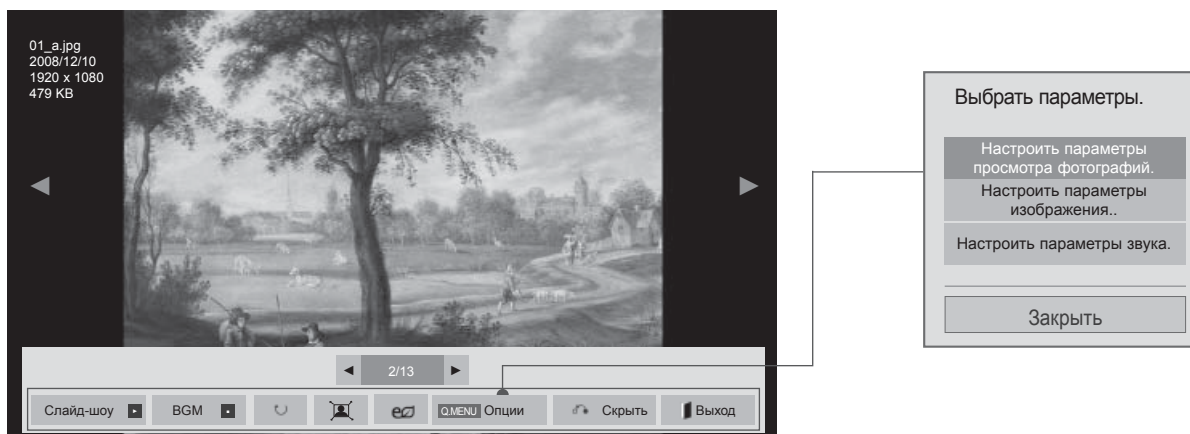 01_a.jpg
2008/12/10
1920 x 1080
479 KB
2/13
Слайд-шоу BGM Q.MENU Опции Скрыть Выход
Выбрать параметры.
Настроить параметры
просмотра фотографий.
Настроить параметры
изображения..
Настроить параметры звука.
Закрыть